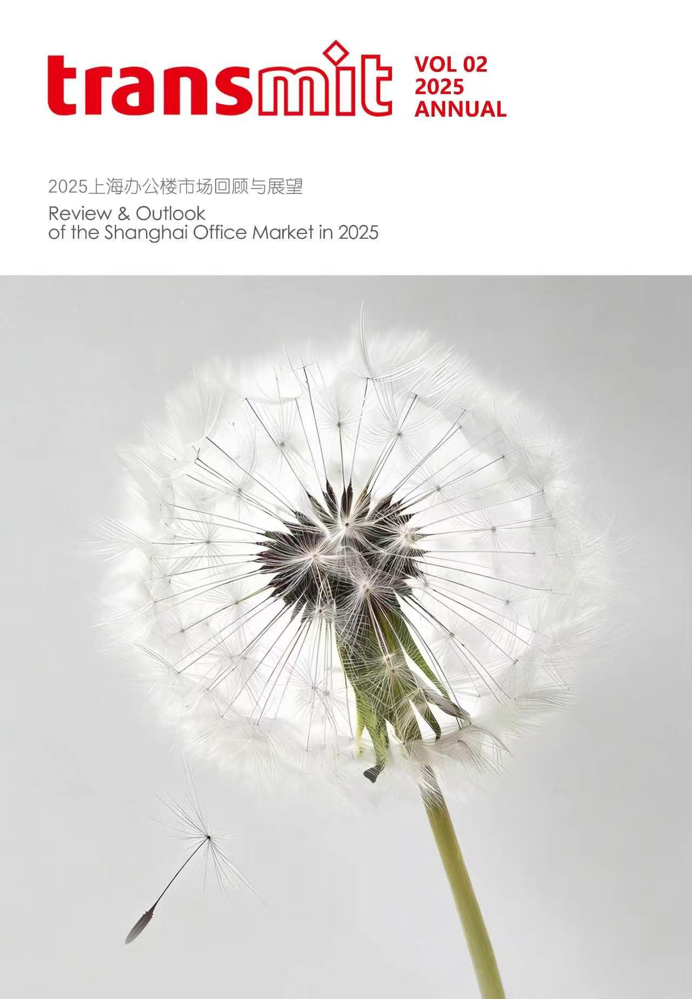 transmit
VOL 02
2025
ANNUAL
2025上海办公楼市场回顾与展望
Review & Outlook
of the Shanghai Office Market in 2025